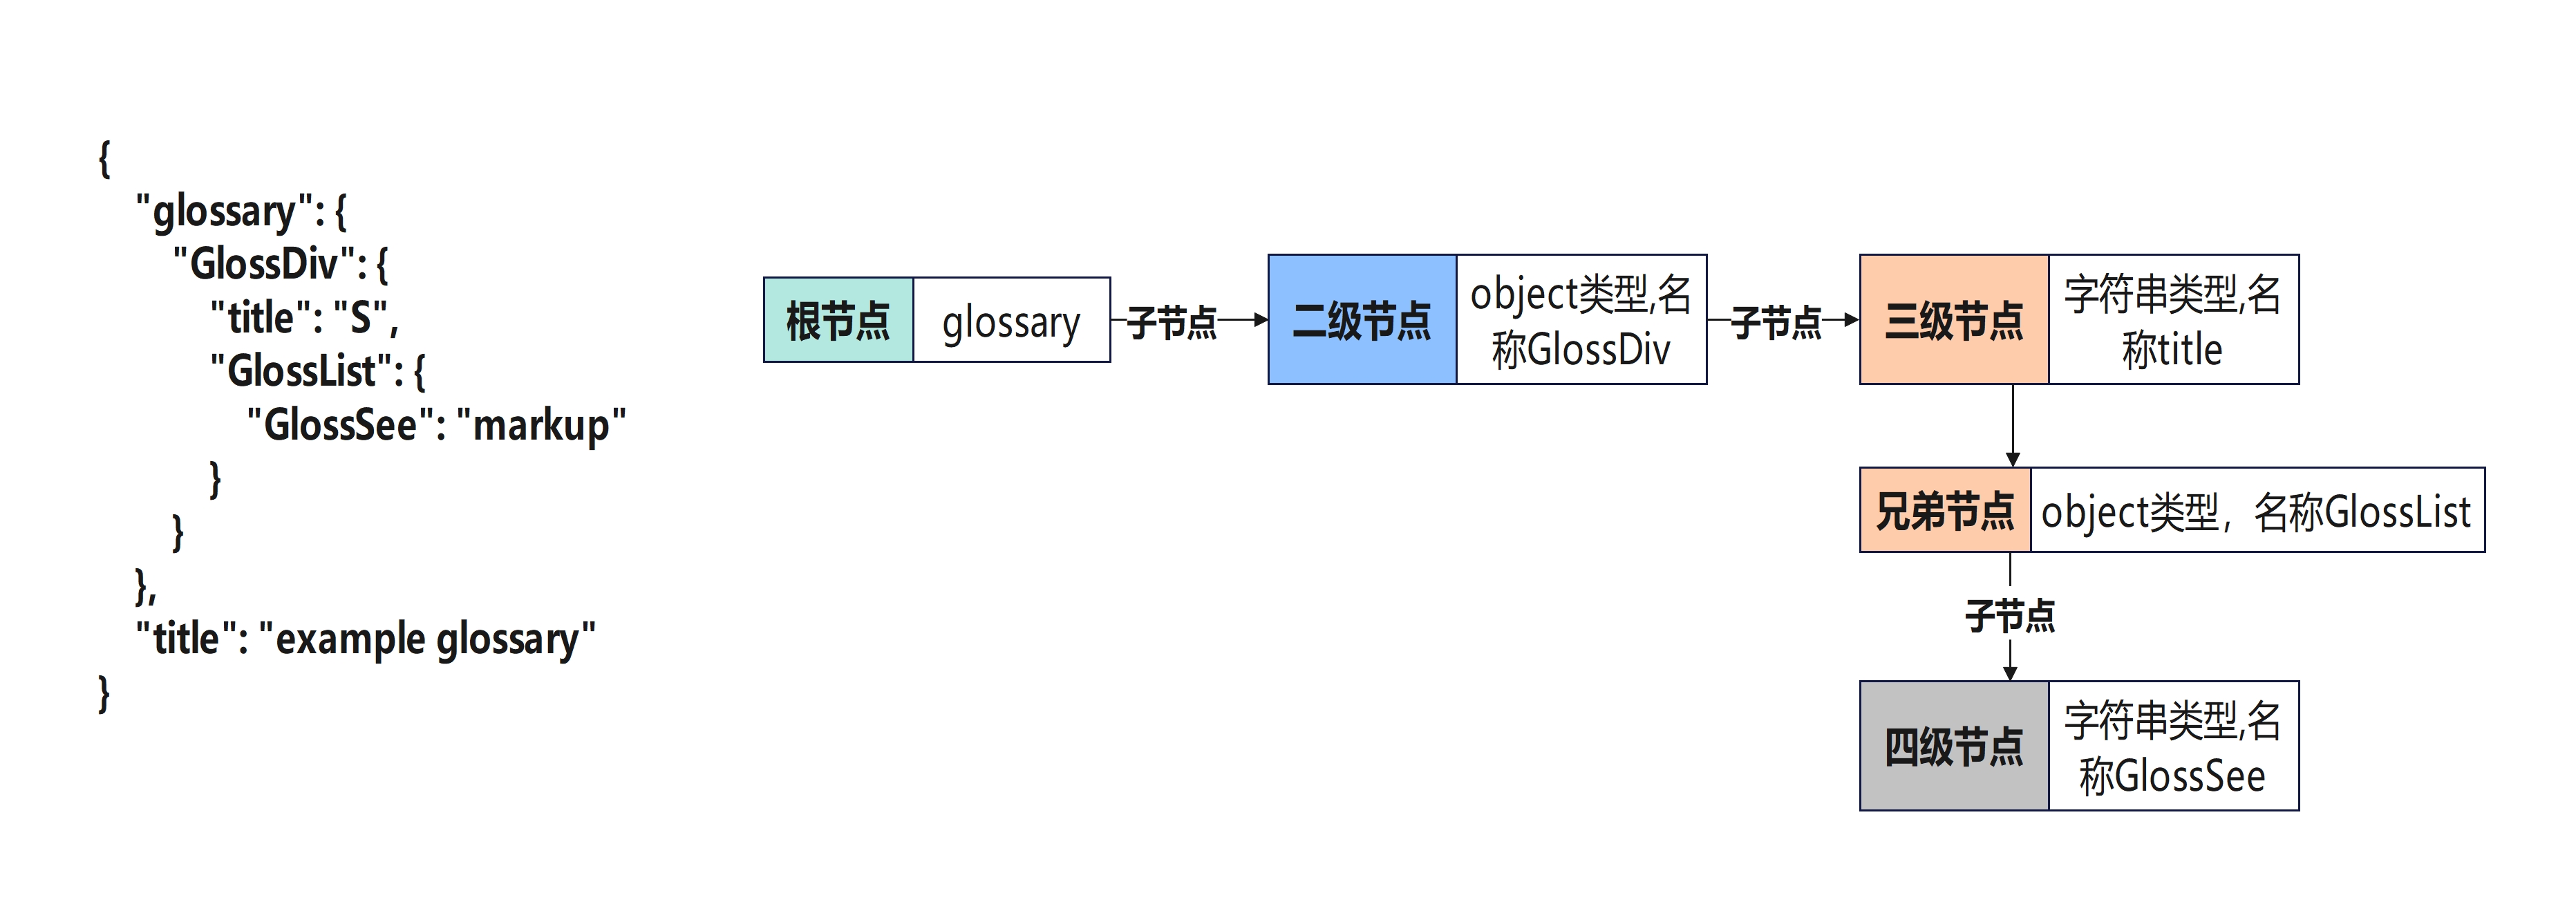 {
"glossary": {
"GlossDiv": {
"title": "S",
"GlossList": {
"GlossSee": "markup"
}
}
},
"title": "example glossary"
}
根节点
glossary
子节点
二级节点
object类型,名
称GlossDiv
子节点
三级节点
字符串类型,名
称title
兄弟节点
object类型，名称GlossList
子节点
四级节点
字符串类型,名
称GlossSee